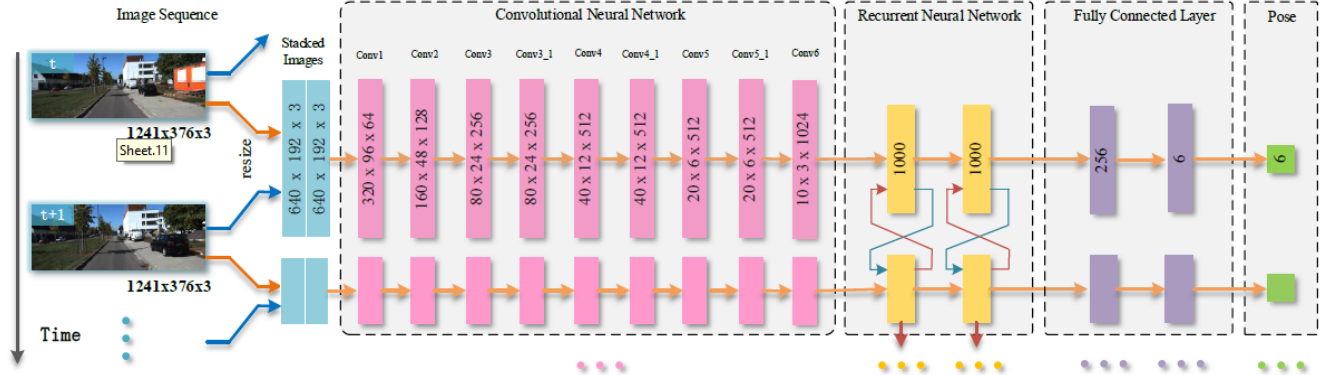 Image Sequence
Convolutional Neural Network
Recurrent Neural Network
Fully Connected Layer
Pose
Stacked
Images
Conv1
Conv2
Conv3
Conv3_1
Conv4
Conv4_1
Conv5
Conv5_1
Conv6
t
1241x376x3
Sheet.11
resize
640 x 192 x 3
640 x 192 x 3
320 x 96 x 64
160 x 48 x 128
80 x 24 x 256
80 x 24 x 256
40 x 12 x 512
40 x 12 x 512
20 x 6 x 512
20 x 6 x 512
10 x 3 x 1024
1000
1000
256
6
6
t+1
1241x376x3
Time